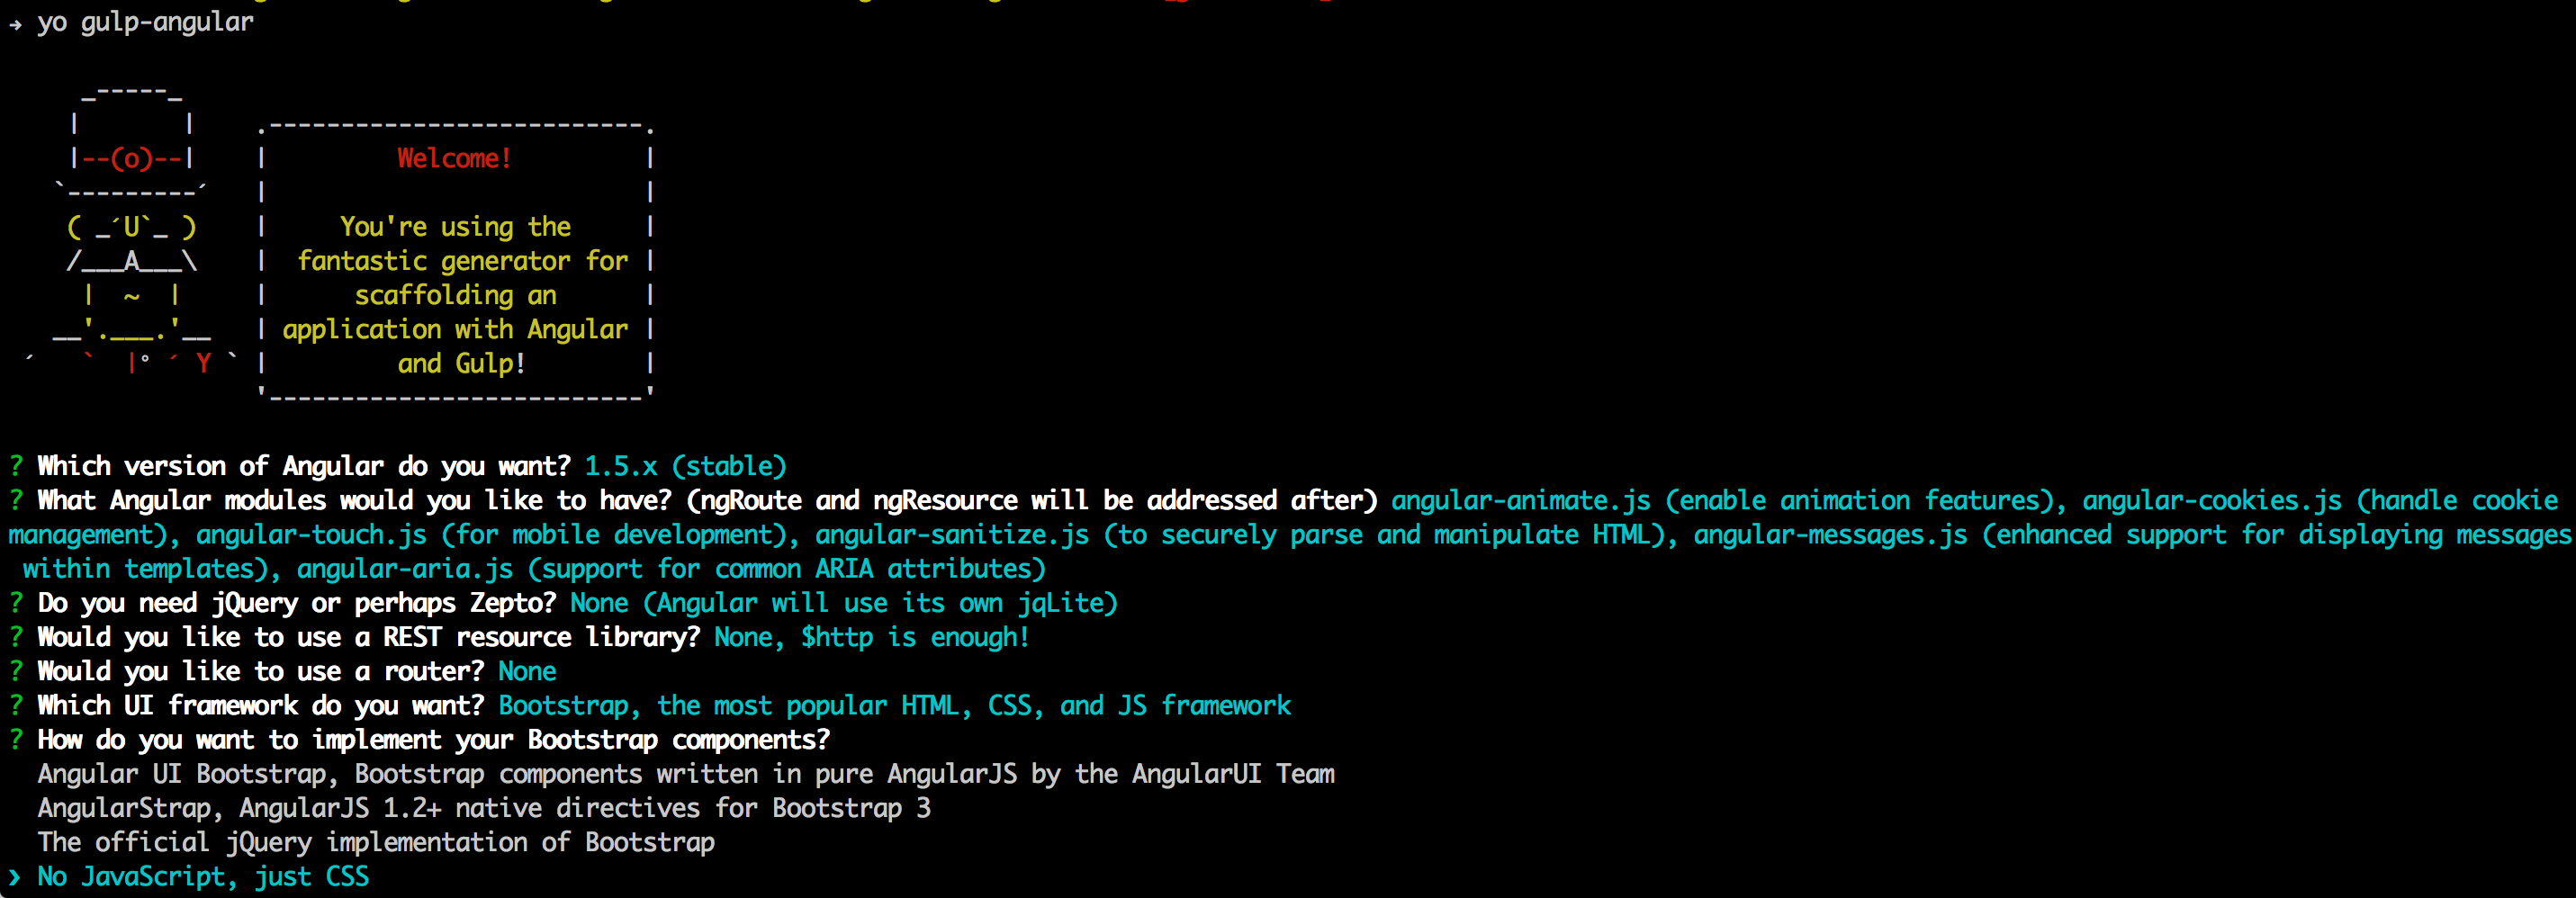 → yo gulp-angular
     _-----_
    |       |    .--------------------------.
    |--(o)--|    |         Welcome!         |
   `---------´   |                          |
    ( _´U`_ )    |     You're using the     |
    /___A___\    |  fantastic generator for |
     |  ~  |     |      scaffolding an      |
   __'.___.'__   | application with Angular |
 ´   `  |° ´ Y ` |         and Gulp!        |
                 '--------------------------'
? Which version of Angular do you want? 1.5.x (stable)
? What Angular modules would you like to have? (ngRoute and ngResource will be addressed after) angular-animate.js (enable animation features), angular-cookies.js (handle cookie
management), angular-touch.js (for mobile development), angular-sanitize.js (to securely parse and manipulate HTML), angular-messages.js (enhanced support for displaying messages
 within templates), angular-aria.js (support for common ARIA attributes)
? Do you need jQuery or perhaps Zepto? None (Angular will use its own jqLite)
? Would you like to use a REST resource library? None, $http is enough!
? Would you like to use a router? None
? Which UI framework do you want? Bootstrap, the most popular HTML, CSS, and JS framework
? How do you want to implement your Bootstrap components?
  Angular UI Bootstrap, Bootstrap components written in pure AngularJS by the AngularUI Team
  AngularStrap, AngularJS 1.2+ native directives for Bootstrap 3
  The official jQuery implementation of Bootstrap
❯ No JavaScript, just CSS